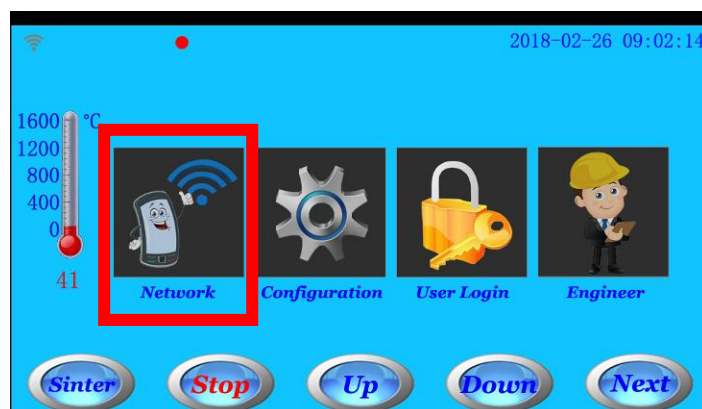 2018-02-26 09:02:14
1600 °C
1200
800
400
0
41
Network
Configuration
User Login
Engineer
Sinter
Stop
Up
Down
Next